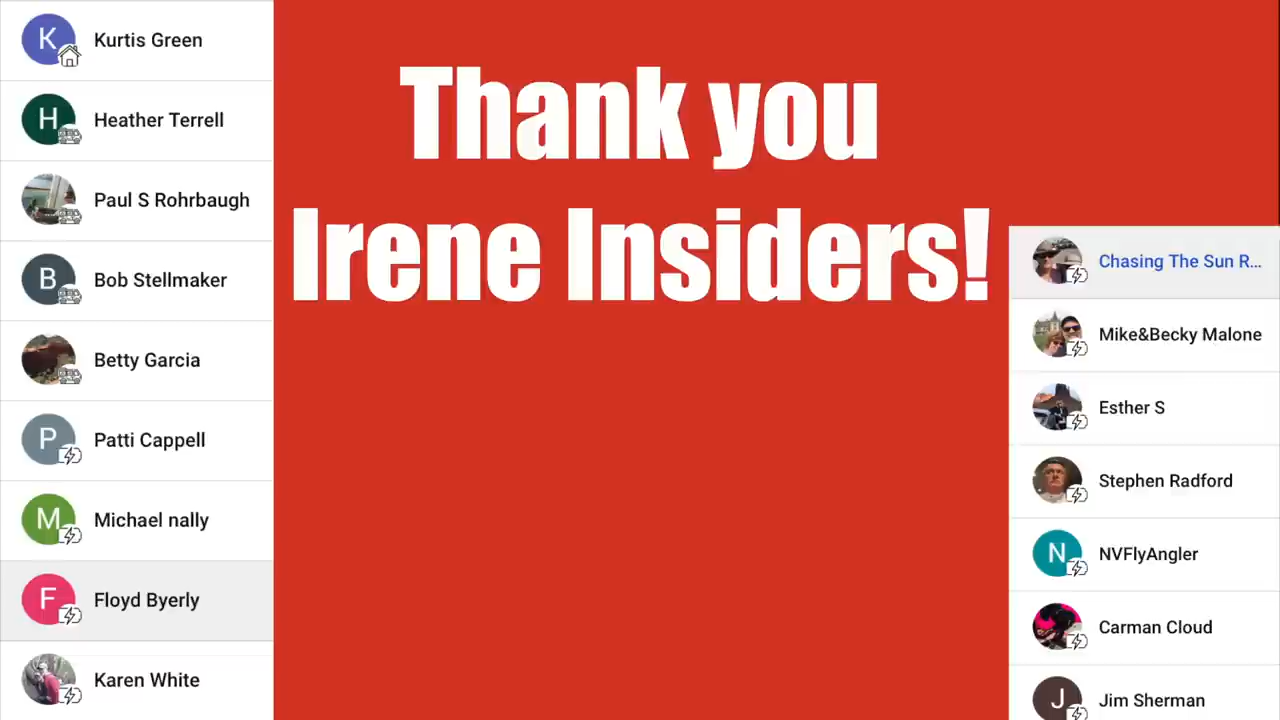 K Kurtis Green
H Heather Terrell
Paul S Rohrbaugh
B Bob Stellmaker
Betty Garcia
P Patti Cappell
M Michael nally
F Floyd Byerly
Karen White
Thank you
Irene Insiders!
Chasing The Sun R...
Mike&Becky Malone
Esther S
Stephen Radford
N NVFlyAngler
Carman Cloud
J Jim Sherman